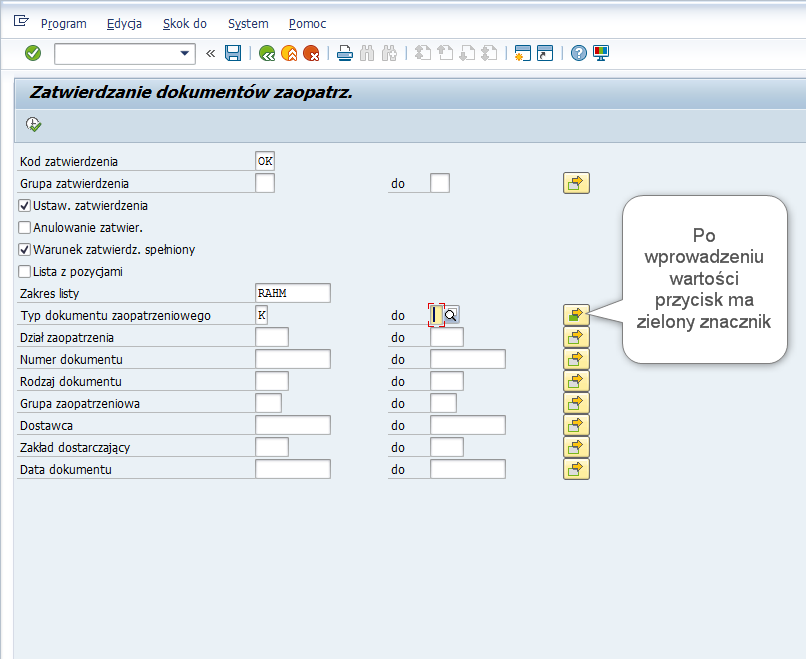 Program Edycja Skok do System Pomoc
Zatwierdzanie dokumentów zaopatrz.
Kod zatwierdzenia OK
Grupa zatwierdzenia do
Ustaw. zatwierdzenia
Anulowanie zatwier.
Warunek zatwierdz. spełniony
Lista z pozycjami
Zakres listy RAHM
Typ dokumentu zaopatrzeniowego K do
Dział zaopatrzenia do
Numer dokumentu do
Rodzaj dokumentu do
Grupa zaopatrzeniowa do
Dostawca do
Zakład dostarczający do
Data dokumentu do
Po
wprowadzeniu
wartości
przycisk ma
zielony znacznik